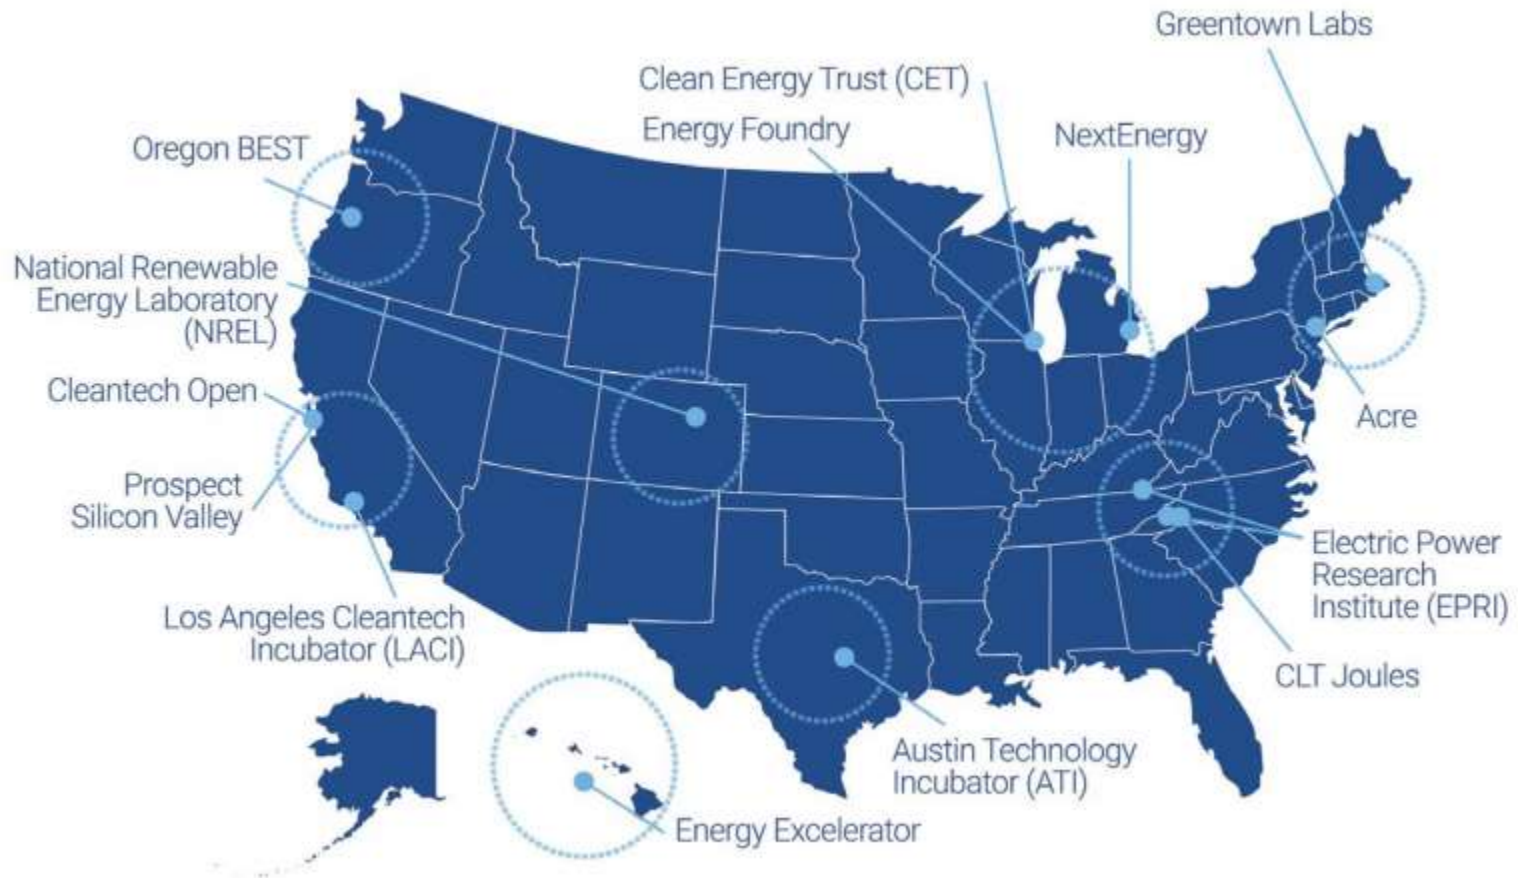 Greentown Labs
Clean Energy Trust (CET)
Energy Foundry
NextEnergy
Oregon BEST
National Renewable
Energy Laboratory
(NREL)
Cleantech Open
Acre
Prospect
Silicon Valley
Electric Power
Research
Institute (EPRI)
Los Angeles Cleantech
Incubator (LACI)
CLT Joules
Austin Technology
Incubator (ATI)
Energy Excelerator